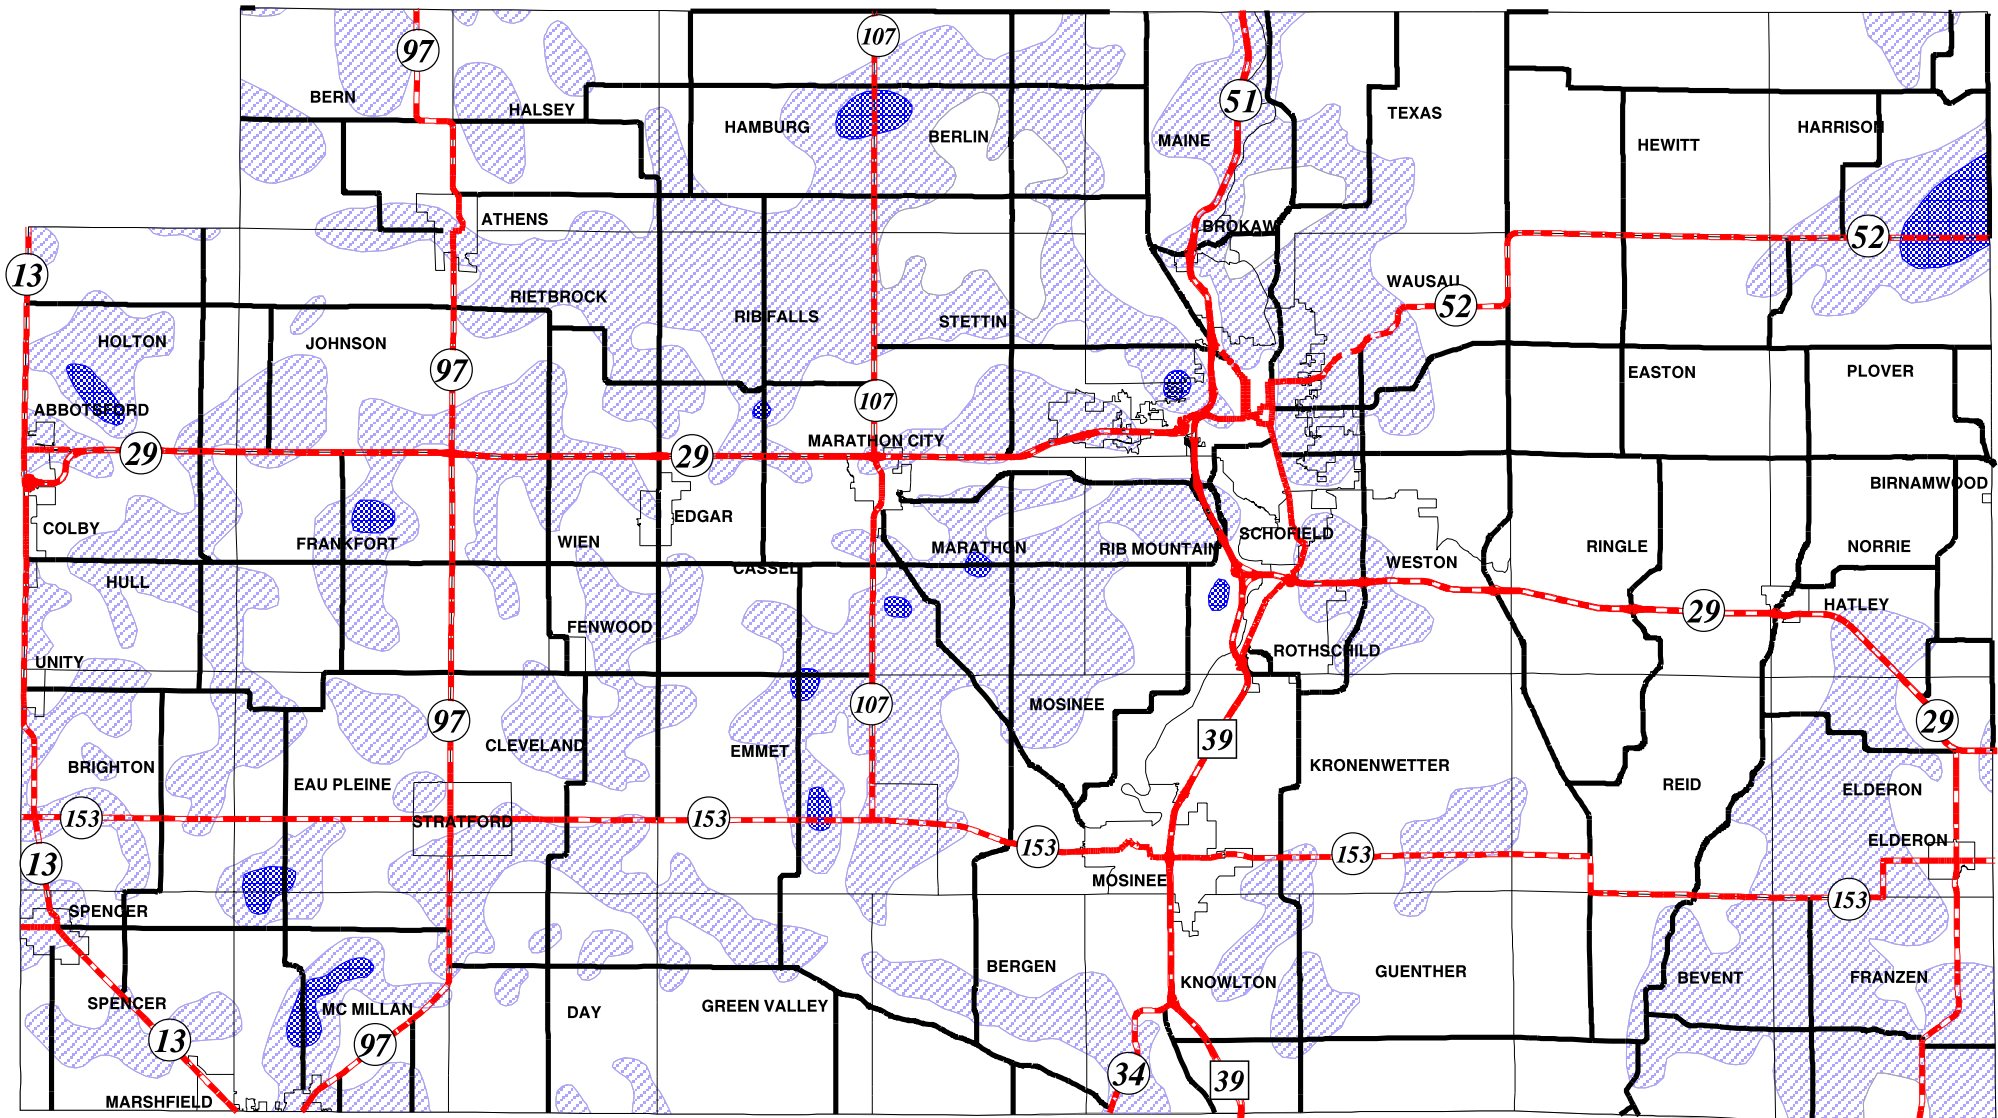 97
107
51
BERN
HALSEY
HAMBURG
BERLIN
MAINE
TEXAS
HEWITT
HARRISON
ATHENS
BROKAW
52
13
RIETBROCK
RIB FALLS
STETTIN
WAUSAU
52
HOLTON
JOHNSON
97
EASTON
PLOVER
ABBOTSFORD
107
MARATHON CITY
29
29
BIRNAMWOOD
COLBY
FRANKFORT
WIEN
EDGAR
MARATHON
RIB MOUNTAIN
SCHOFIELD
WESTON
RINGLE
NORRIE
HULL
CASSEL
29
HATLEY
FENWOOD
UNITY
ROTHSCHILD
97
107
MOSINEE
39
29
BRIGHTON
CLEVELAND
EMMET
KRONENWETTER
EAU PLEINE
REID
ELDERON
153
STRATFORD
153
153
153
ELDERON
13
MOSINEE
153
SPENCER
BERGEN
KNOWLTON
GUENTHER
BEVENT
FRANZEN
SPENCER
MC MILLAN
DAY
GREEN VALLEY
13
97
34
39
MARSHFIELD